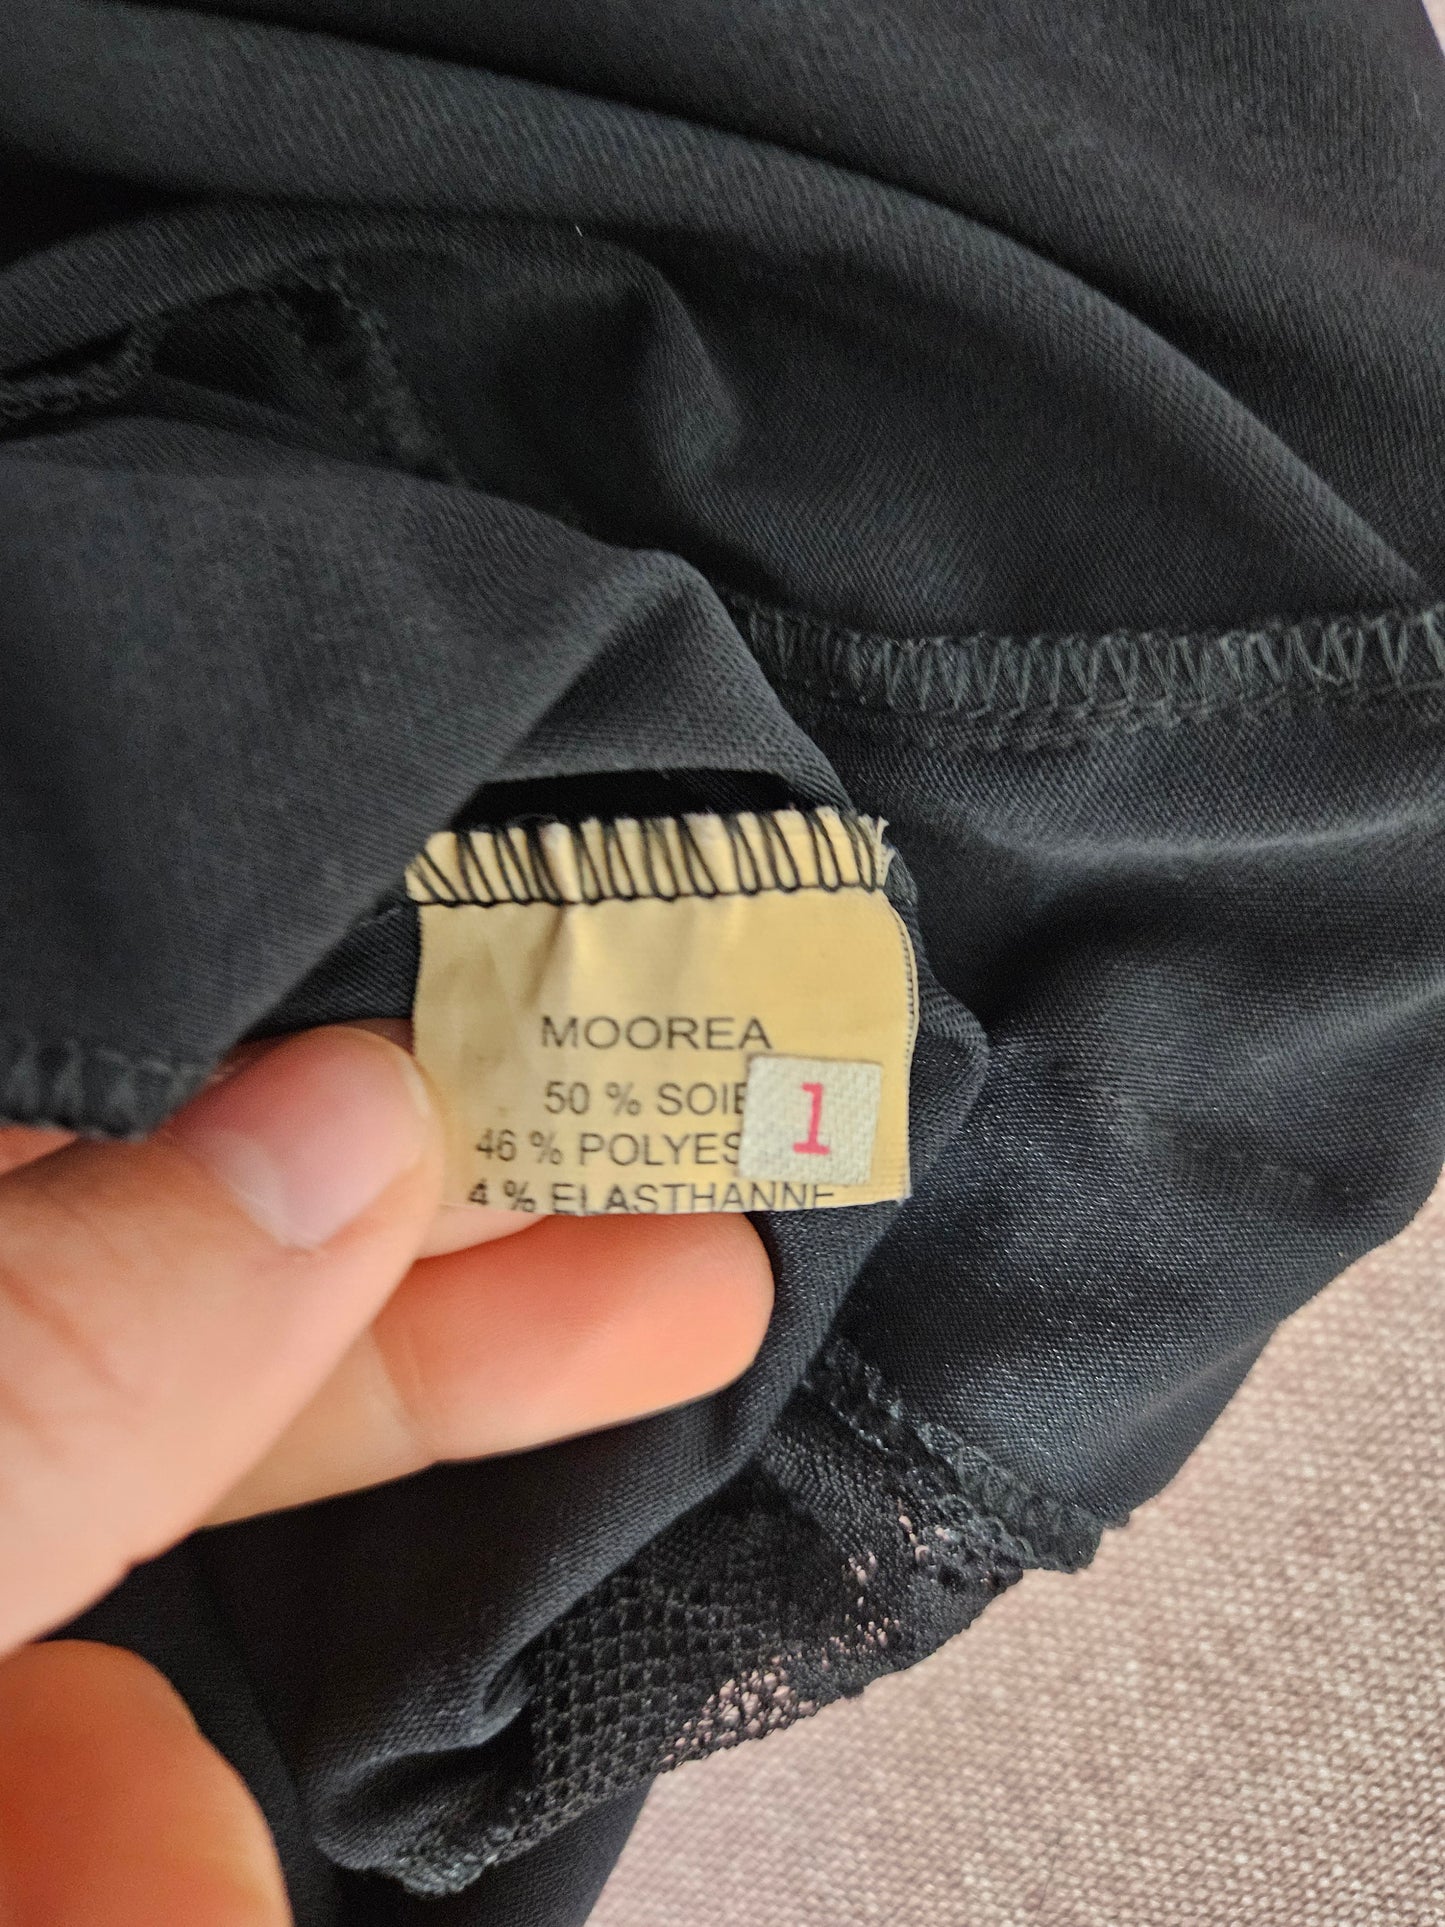 MOOREA
50 % SOIE
46 % POLYES
4 % ELASTHANNE
1